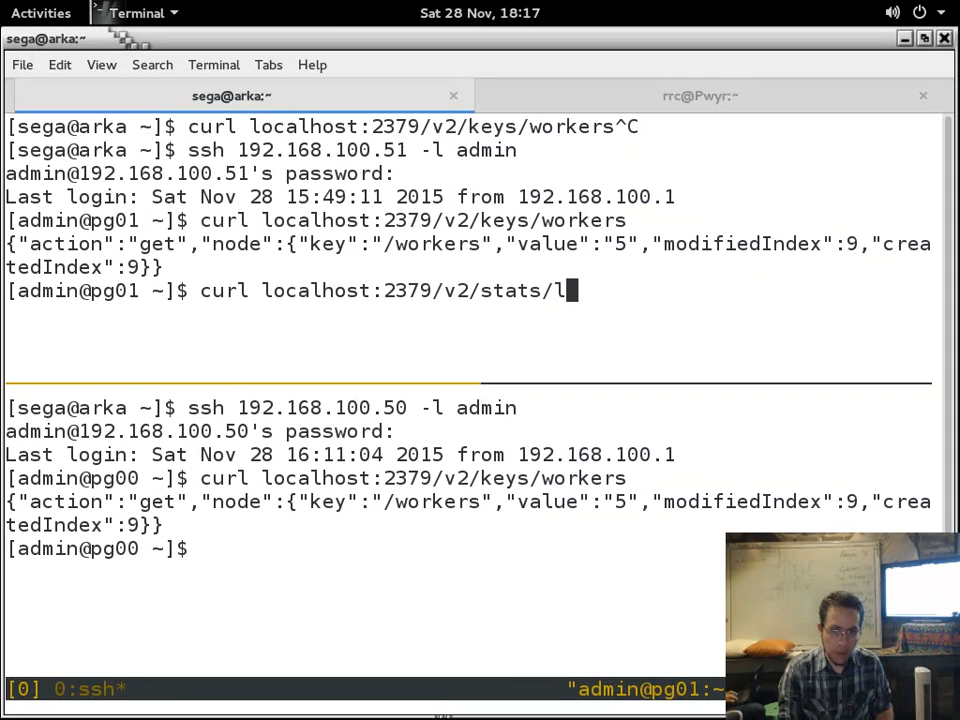 Activities Terminal Sat 28 Nov, 18:17
sega@arka:~
File Edit View Search Terminal Tabs Help
sega@arka:~ × rrc@Pwyr:~ ×
[sega@arka ~]$ curl localhost:2379/v2/keys/workers^C
[sega@arka ~]$ ssh 192.168.100.51 -l admin
admin@192.168.100.51's password:
Last login: Sat Nov 28 15:49:11 2015 from 192.168.100.1
[admin@pg01 ~]$ curl localhost:2379/v2/keys/workers
{"action":"get","node":{"key":"/workers","value":"5","modifiedIndex":9,"crea
tedIndex":9}}
[admin@pg01 ~]$ curl localhost:2379/v2/stats/l
[sega@arka ~]$ ssh 192.168.100.50 -l admin
admin@192.168.100.50's password:
Last login: Sat Nov 28 16:11:04 2015 from 192.168.100.1
[admin@pg00 ~]$ curl localhost:2379/v2/keys/workers
{"action":"get","node":{"key":"/workers","value":"5","modifiedIndex":9,"crea
tedIndex":9}}
[admin@pg00 ~]$
[0] 0:ssh* "admin@pg01:~